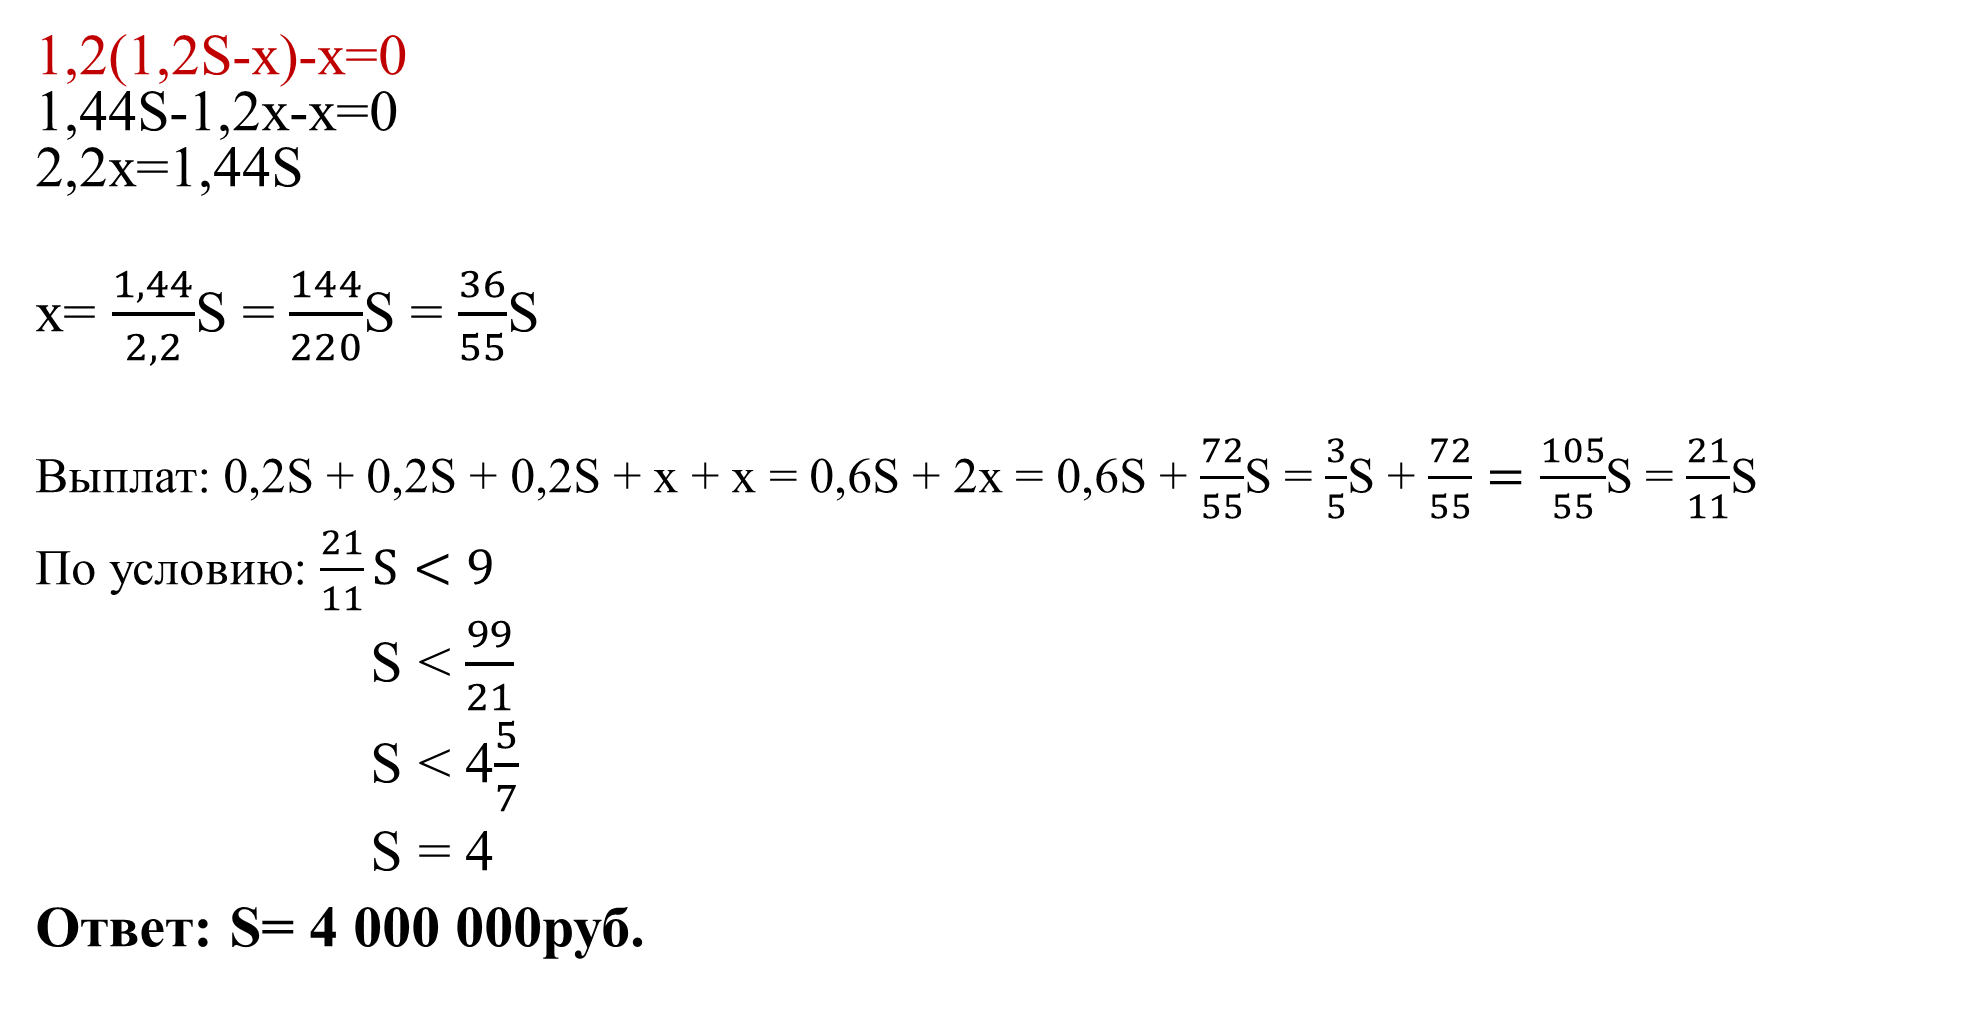 1,2(1,2S-x)-x=0
1,44S-1,2x-x=0
2,2x=1,44S
x= 1,44/2,2 S = 144/220 S = 36/55 S
Выплат: 0,2S + 0,2S + 0,2S + x + x = 0,6S + 2x = 0,6S + 72/55 S = 3/5 S + 72/55 = 105/55 S = 21/11 S
По условию: 21/11 S < 9
S < 99/21
S < 4 5/7
S = 4
Ответ: S= 4 000 000руб.